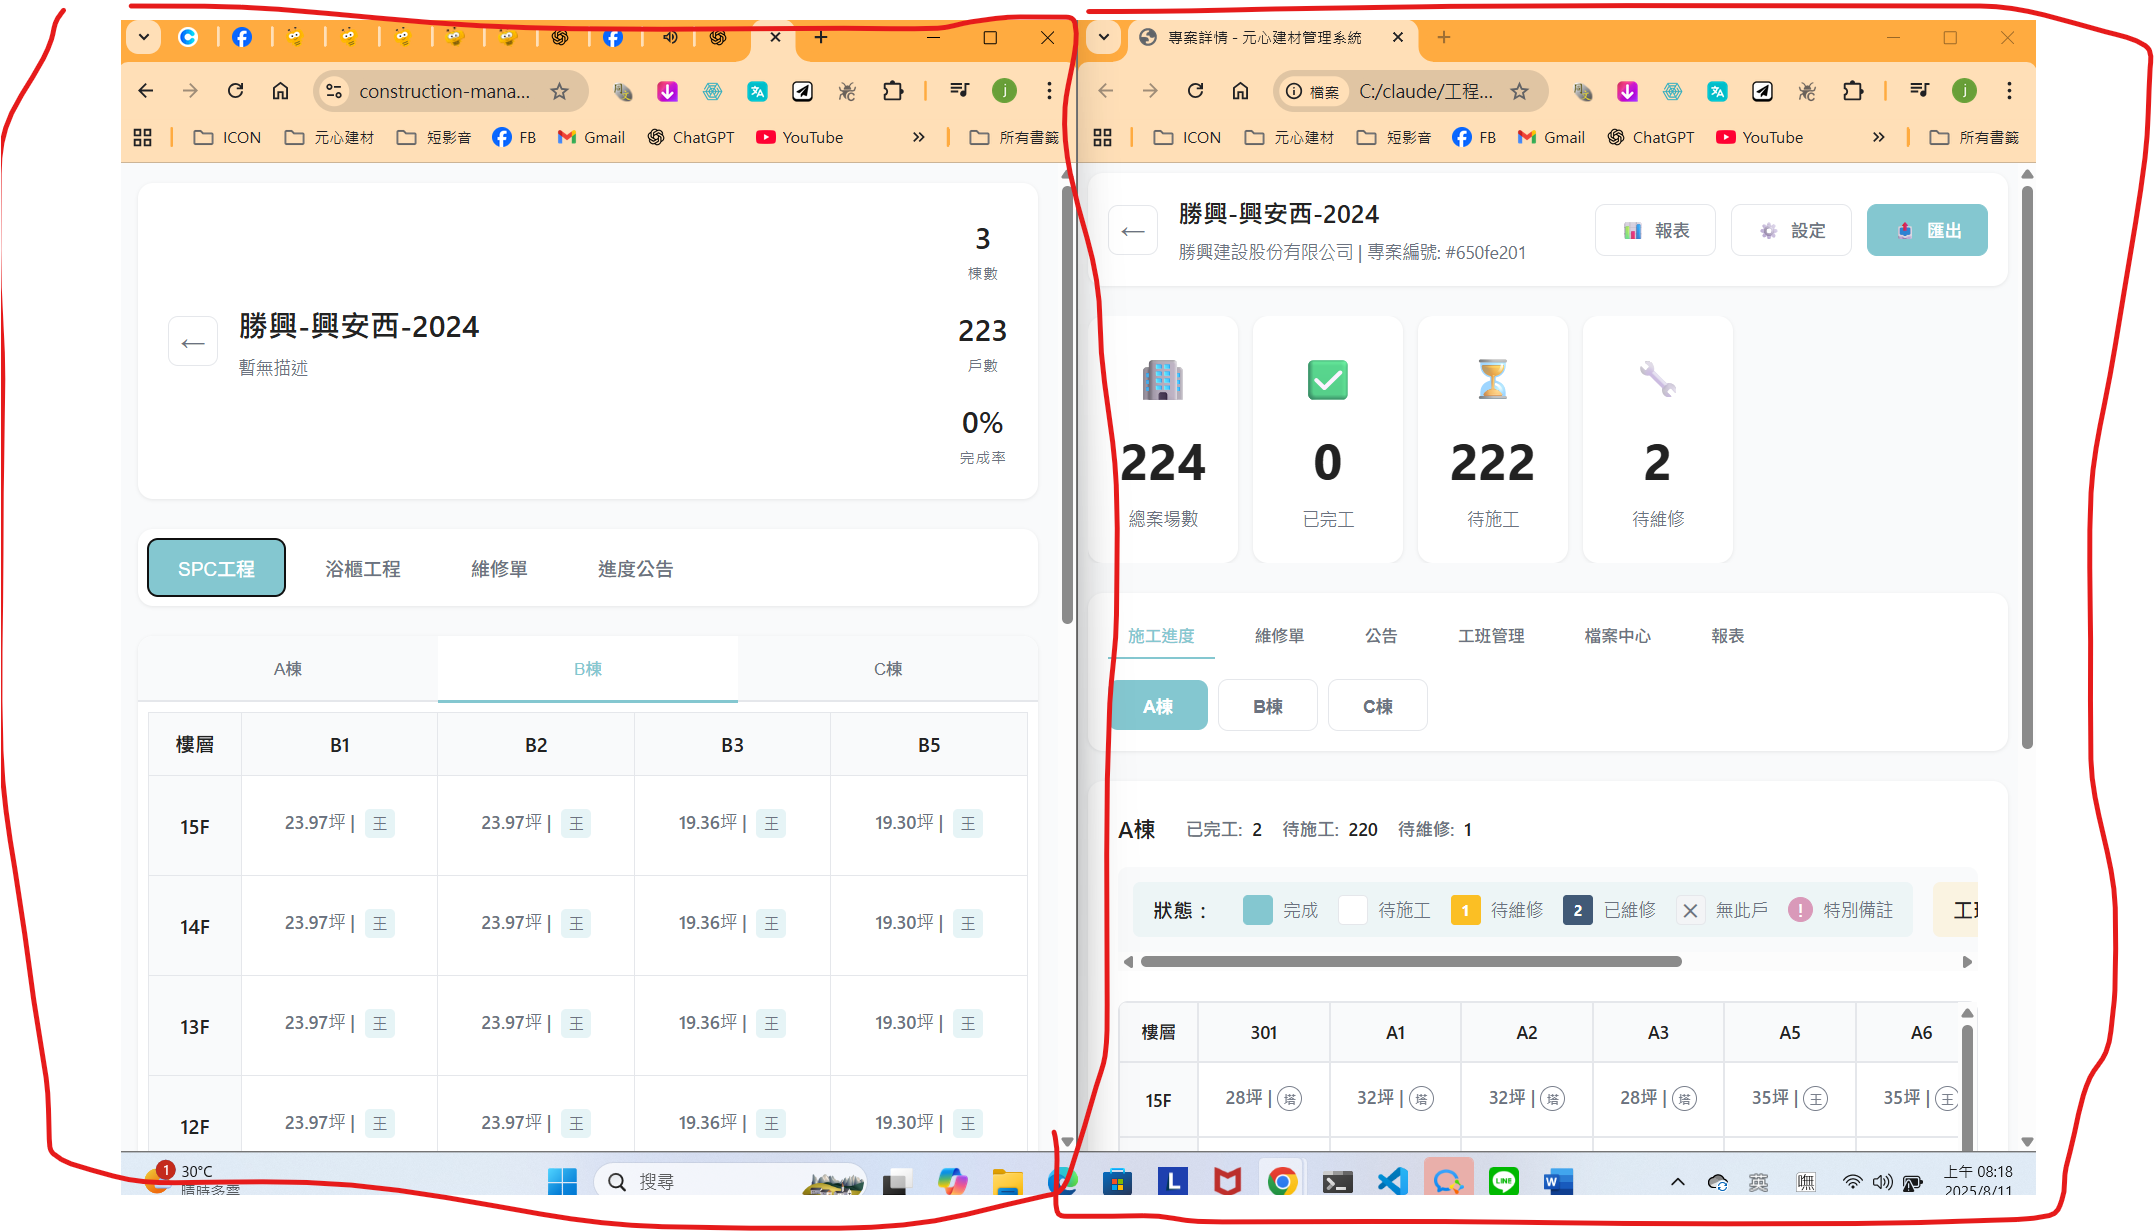 construction-mana...
ICON
元心建材
短影音
FB
Gmail
ChatGPT
YouTube
»
所有書籤
←
勝興-興安西-2024
暫無描述
3
棟數
223
戶數
0%
完成率
SPC工程
浴櫃工程
維修單
進度公告
A棟
B棟
C棟
樓層 B1 B2 B3 B5
15F 23.97坪 | 王 23.97坪 | 王 19.36坪 | 王 19.30坪 | 王
14F 23.97坪 | 王 23.97坪 | 王 19.36坪 | 王 19.30坪 | 王
13F 23.97坪 | 王 23.97坪 | 王 19.36坪 | 王 19.30坪 | 王
12F 23.97坪 | 王 23.97坪 | 王 19.36坪 | 王 19.30坪 | 王
專案詳情 - 元心建材管理系統
檔案 C:/claude/工程...
j
ICON
元心建材
短影音
FB
Gmail
ChatGPT
YouTube
»
所有書籤
←
勝興-興安西-2024
勝興建設股份有限公司 | 專案編號: #650fe201
報表
設定
匯出
224
總案場數
0
已完工
222
待施工
2
待維修
施工進度
維修單
公告
工班管理
檔案中心
報表
A棟
B棟
C棟
A棟 已完工: 2 待施工: 220 待維修: 1
狀態： 完成 待施工 1 待維修 2 已維修 ✕ 無此戶 ! 特別備註
樓層 301 A1 A2 A3 A5 A6
15F 28坪 | 塔 32坪 | 塔 32坪 | 塔 28坪 | 塔 35坪 | 王 35坪 | 王
1
30°C
晴時多雲
搜尋
英
上午 08:18
2025/8/11